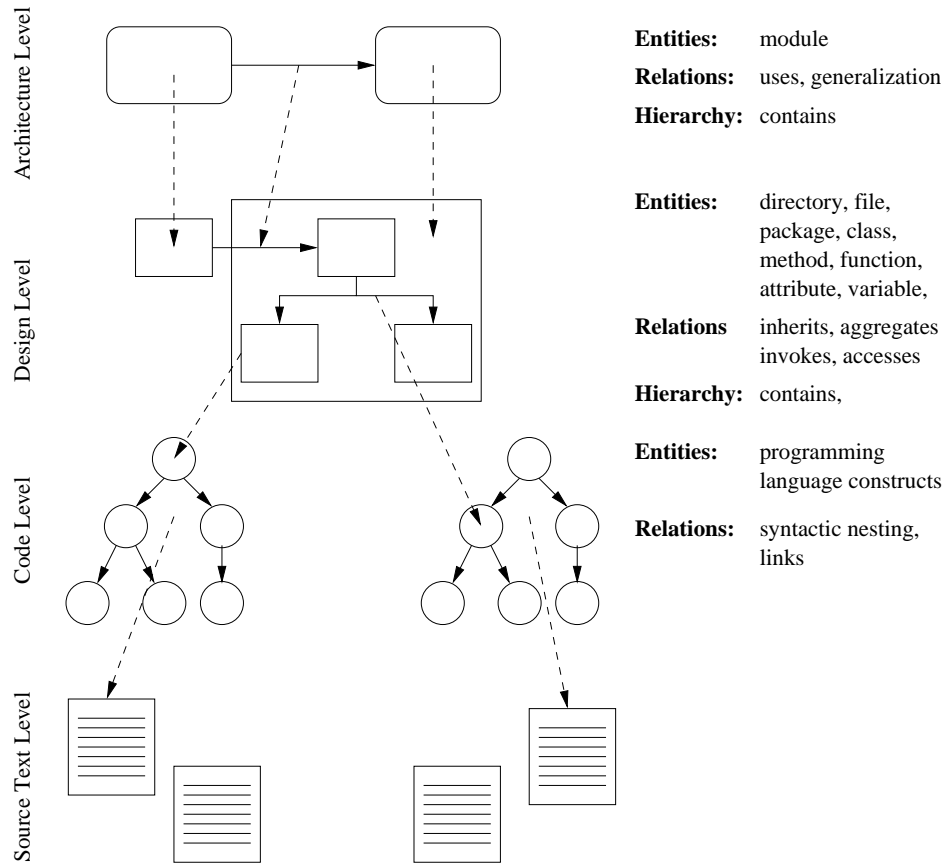 Architecture Level
Entities: module
Relations: uses, generalization
Hierarchy: contains
Design Level
Entities: directory, file,
package, class,
method, function,
attribute, variable,
Relations inherits, aggregates
invokes, accesses
Hierarchy: contains,
Code Level
Entities: programming
language constructs
Relations: syntactic nesting,
links
Source Text Level